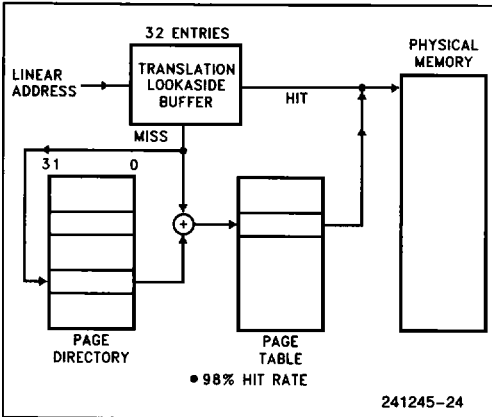 32 ENTRIES
PHYSICAL
MEMORY
LINEAR
ADDRESS
TRANSLATION
LOOKASIDE
BUFFER
HIT
MISS
31 0
PAGE
DIRECTORY
PAGE
TABLE
• 98% HIT RATE
241245-24